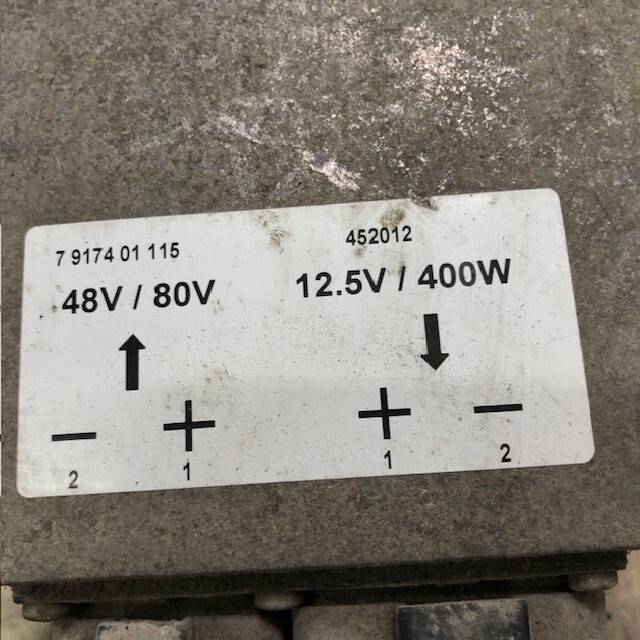 7 9174 01 115
452012
48V / 80V
12.5V / 400W
− +
2 1
+ −
1 2